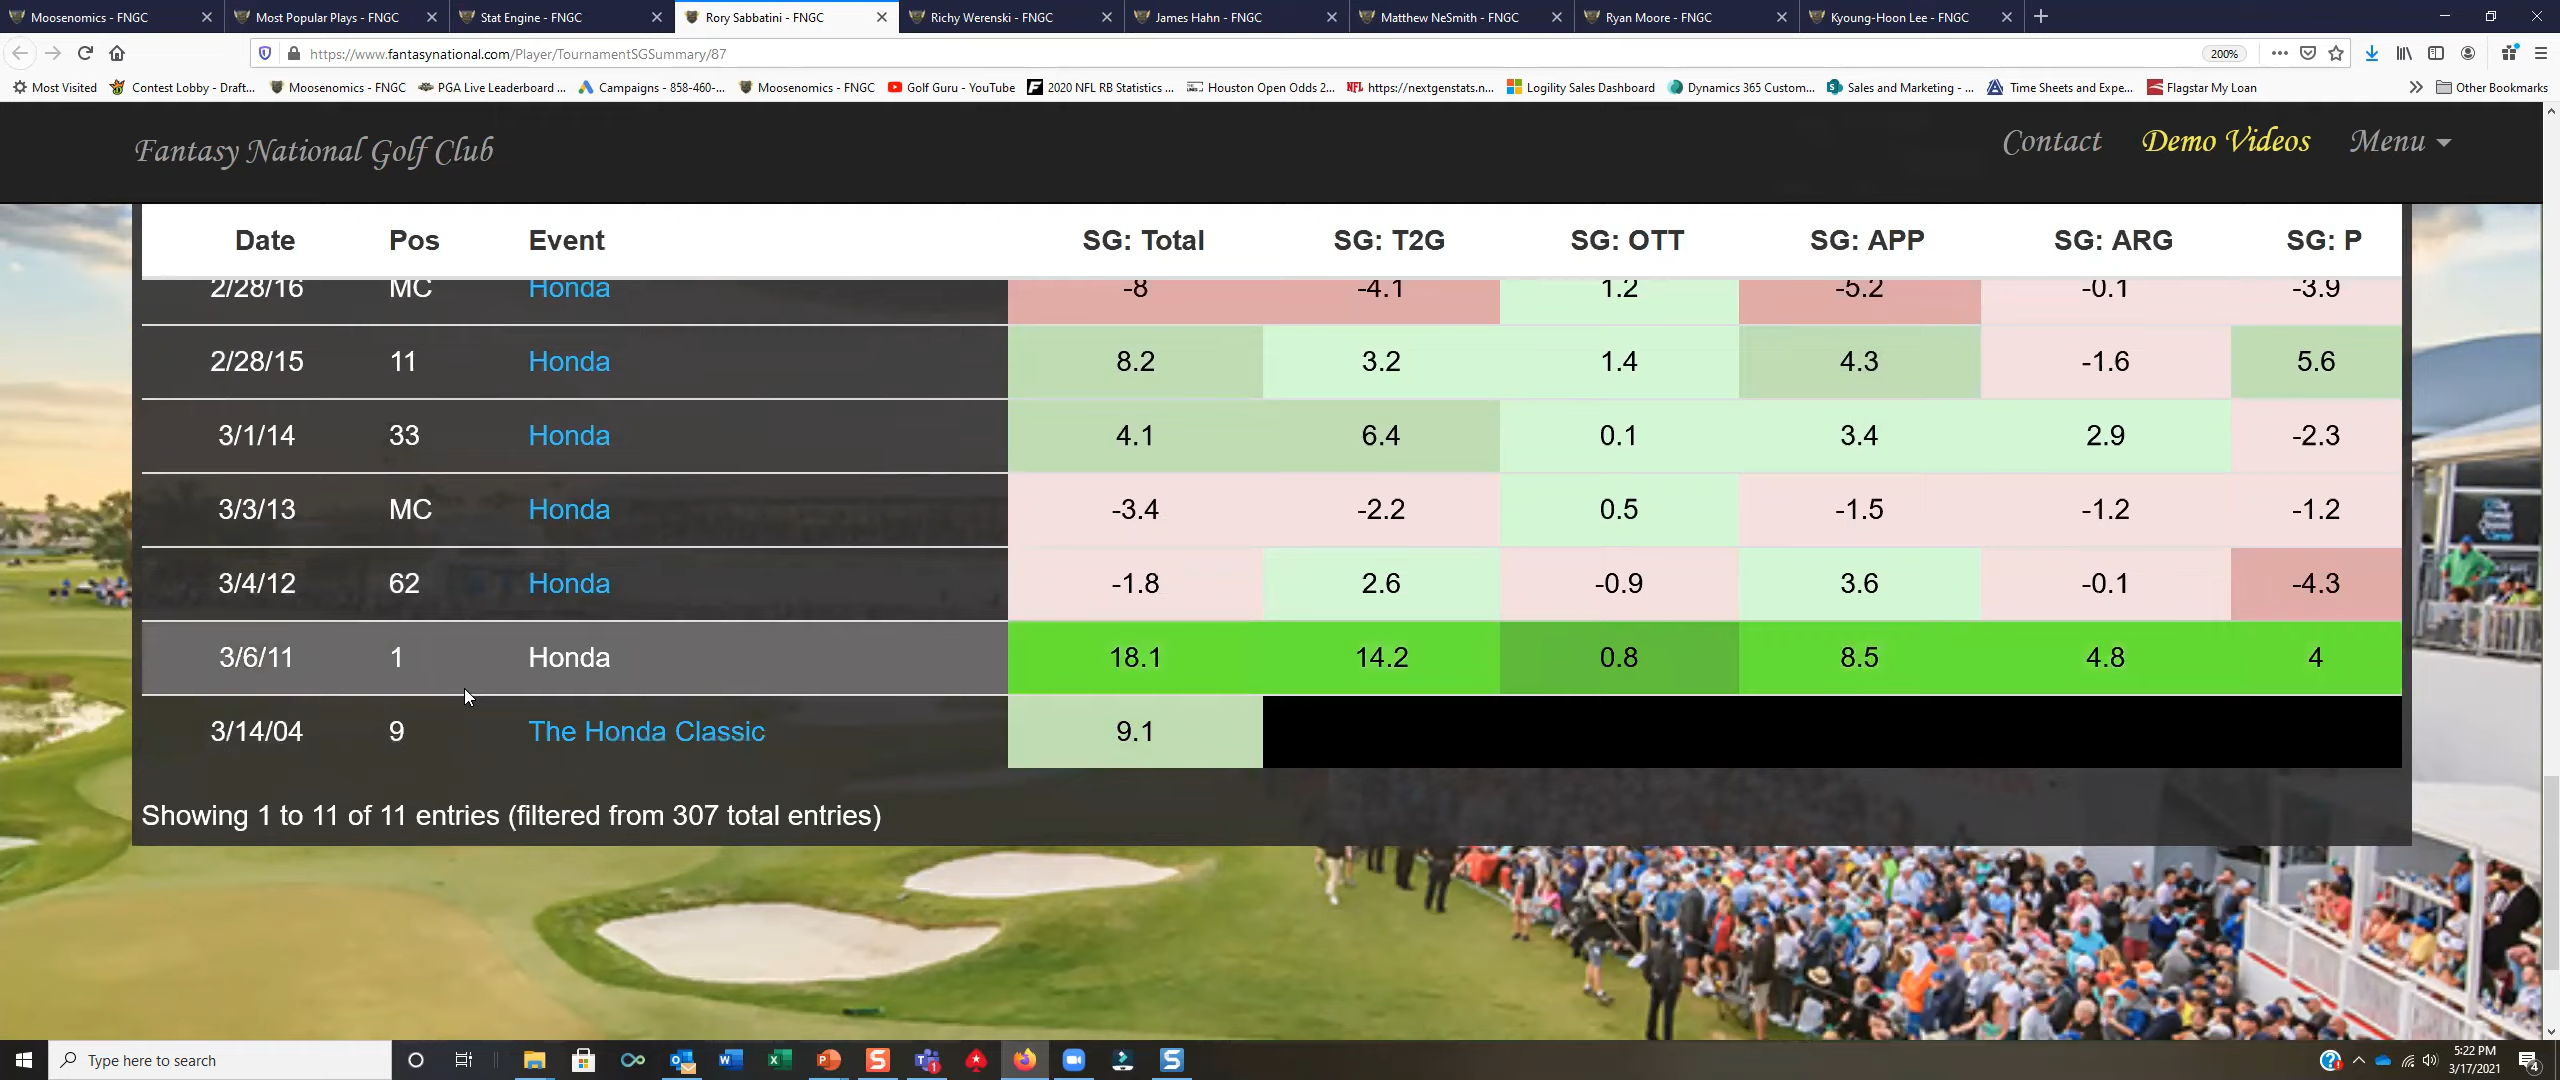 Moosenomics - FNGC Most Popular Plays - FNGC Stat Engine - FNGC Rory Sabbatini - FNGC Richy Werenski - FNGC James Hahn - FNGC Matthew NeSmith - FNGC Ryan Moore - FNGC Kyoung-Hoon Lee - FNGC
https://www.fantasynational.com/Player/TournamentSGSummary/87 200%
Most Visited Contest Lobby - Draft... Moosenomics - FNGC PGA Live Leaderboard ... Campaigns - 858-460-... Moosenomics - FNGC Golf Guru - YouTube 2020 NFL RB Statistics ... Houston Open Odds 2... https://nextgenstats.n... Logility Sales Dashboard Dynamics 365 Custom... Sales and Marketing - ... Time Sheets and Expe... Flagstar My Loan Other Bookmarks
Fantasy National Golf Club Contact Demo Videos Menu
Date Pos Event SG: Total SG: T2G SG: OTT SG: APP SG: ARG SG: P
2/28/16 MC Honda -8 -4.1 1.2 -5.2 -0.1 -3.9
2/28/15 11 Honda 8.2 3.2 1.4 4.3 -1.6 5.6
3/1/14 33 Honda 4.1 6.4 0.1 3.4 2.9 -2.3
3/3/13 MC Honda -3.4 -2.2 0.5 -1.5 -1.2 -1.2
3/4/12 62 Honda -1.8 2.6 -0.9 3.6 -0.1 -4.3
3/6/11 1 Honda 18.1 14.2 0.8 8.5 4.8 4
3/14/04 9 The Honda Classic 9.1
Showing 1 to 11 of 11 entries (filtered from 307 total entries)
Type here to search
5:22 PM
3/17/2021